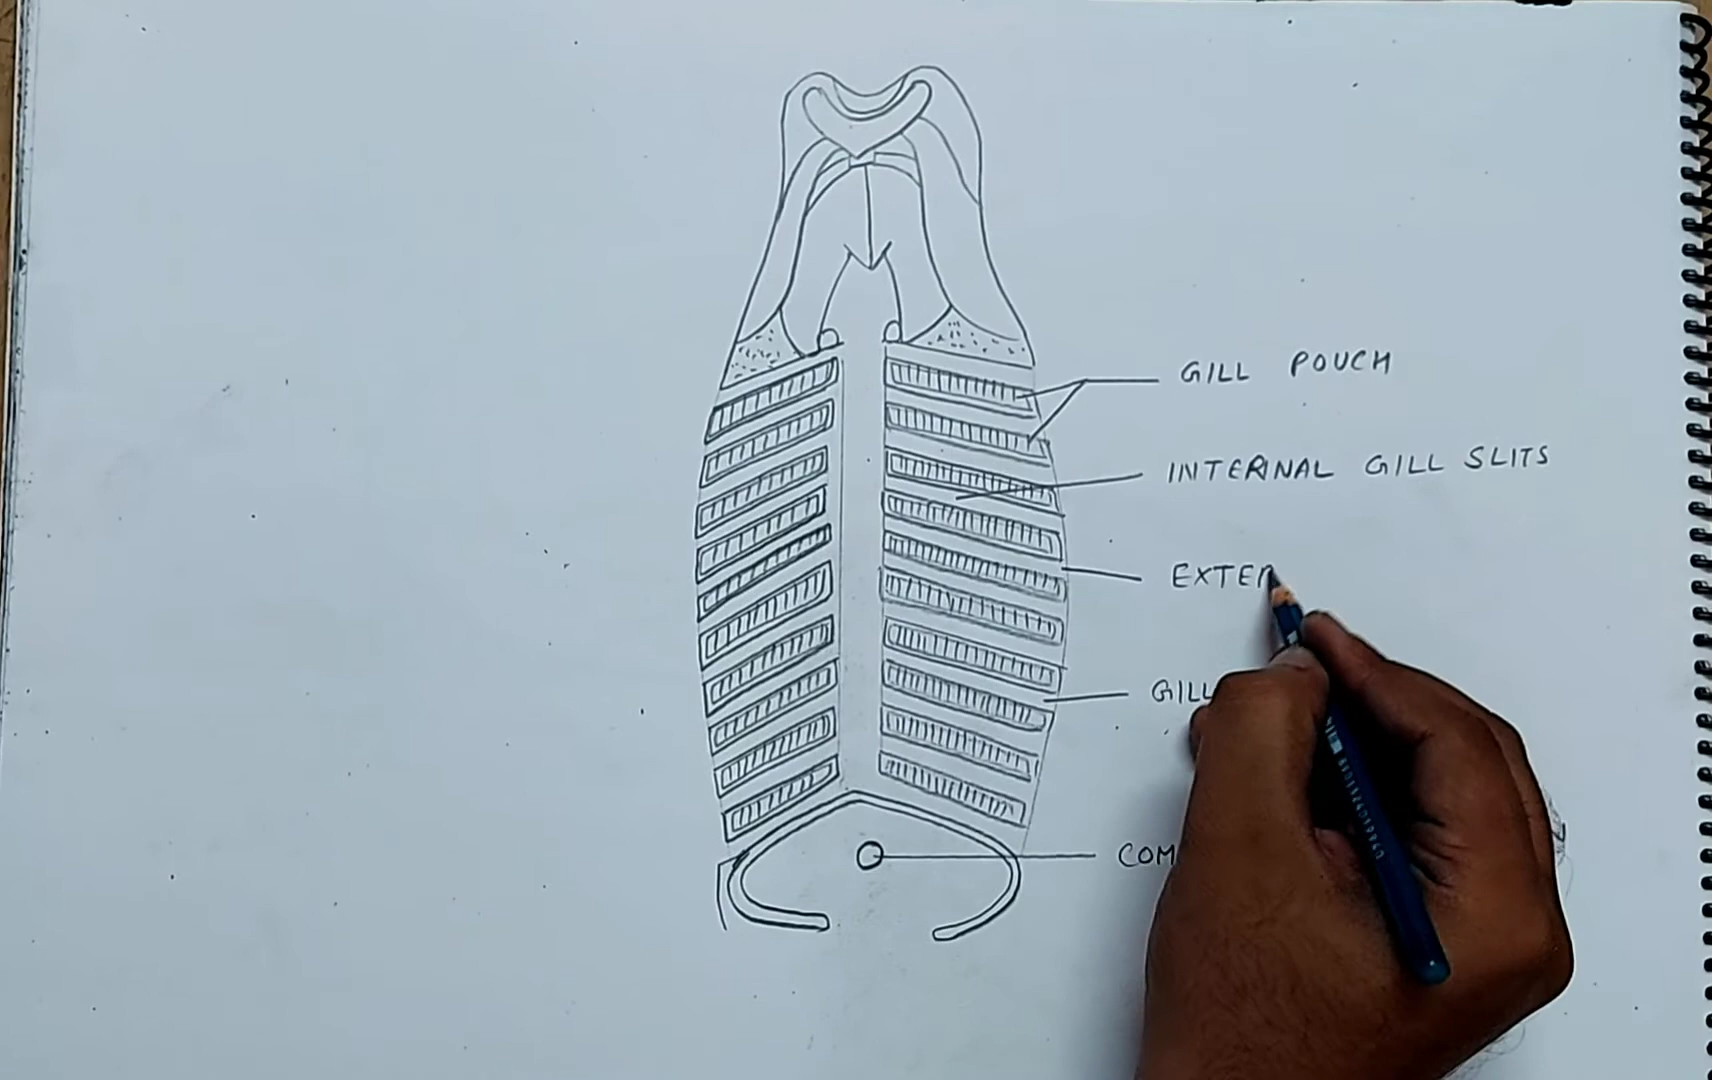 GILL POUCH
INTERNAL GILL SLITS
EXTER
GILL
COM